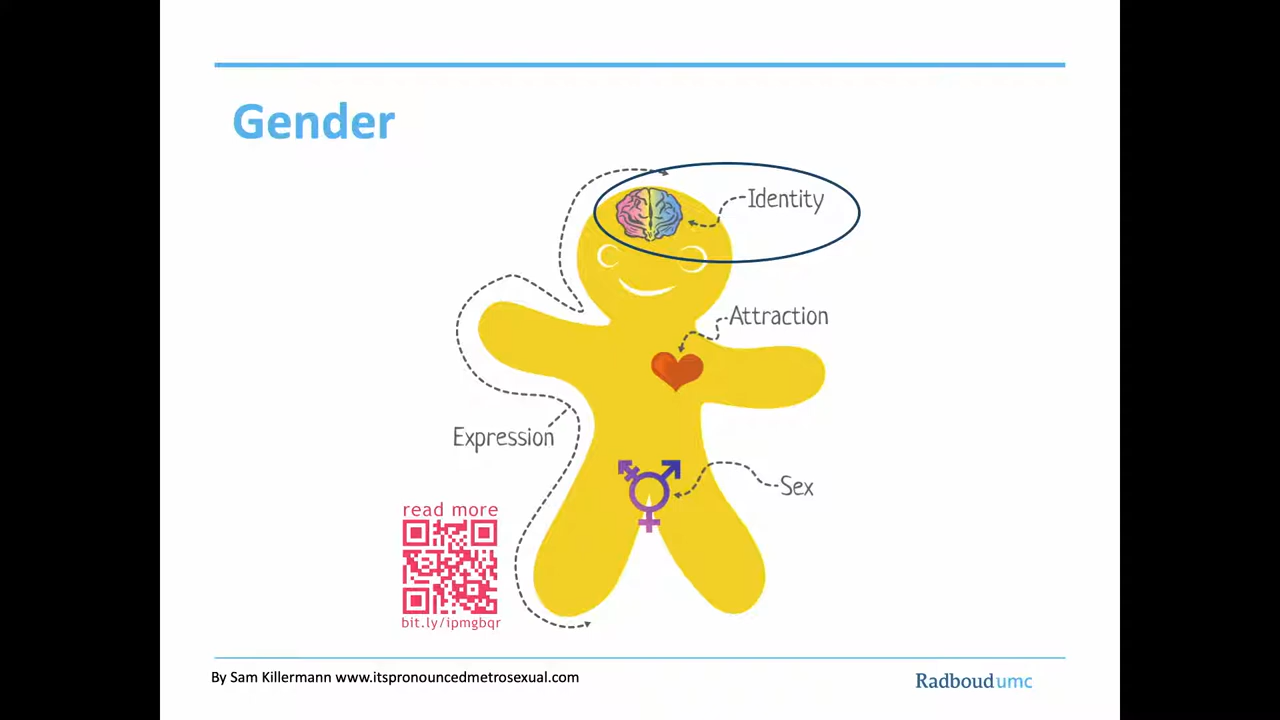 Gender
Identity
Attraction
Expression
Sex
read more
bit.ly/ipmgbqr
By Sam Killermann www.itspronouncedmetrosexual.com
Radboudumc